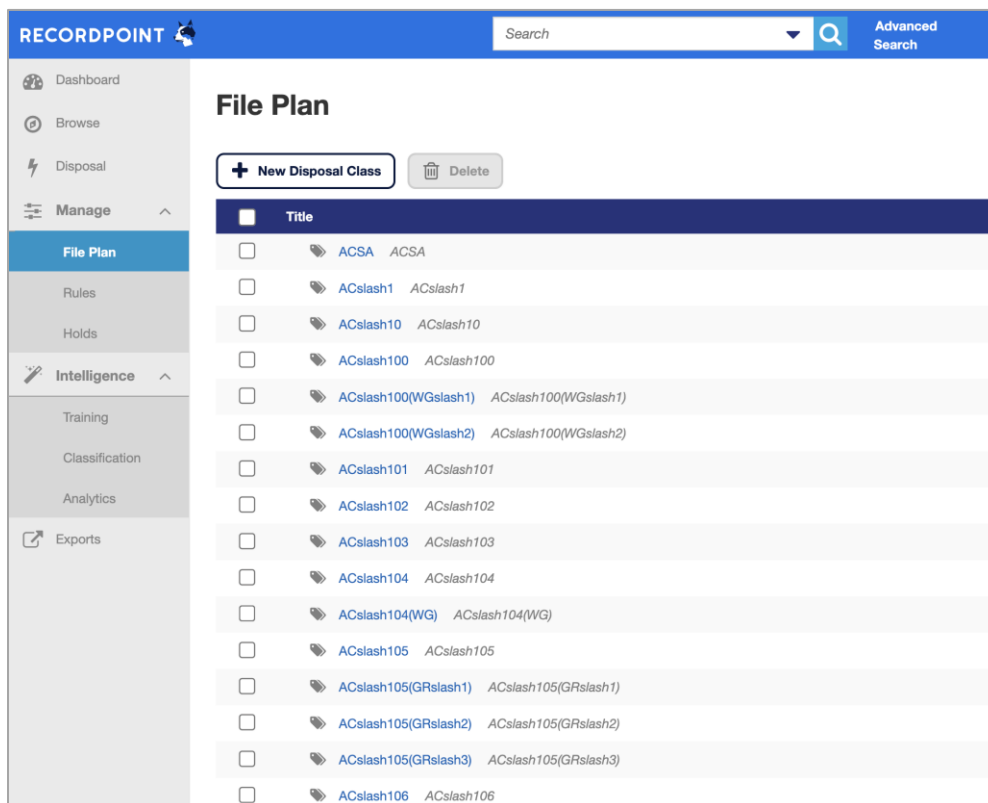 RECORDPOINT
Search
Advanced
Search
Dashboard
Browse
Disposal
Manage
File Plan
Rules
Holds
Intelligence
Training
Classification
Analytics
Exports
File Plan
New Disposal Class
Delete
Title
ACSA ACSA
ACslash1 ACslash1
ACslash10 ACslash10
ACslash100 ACslash100
ACslash100(WGslash1) ACslash100(WGslash1)
ACslash100(WGslash2) ACslash100(WGslash2)
ACslash101 ACslash101
ACslash102 ACslash102
ACslash103 ACslash103
ACslash104 ACslash104
ACslash104(WG) ACslash104(WG)
ACslash105 ACslash105
ACslash105(GRslash1) ACslash105(GRslash1)
ACslash105(GRslash2) ACslash105(GRslash2)
ACslash105(GRslash3) ACslash105(GRslash3)
ACslash106 ACslash106